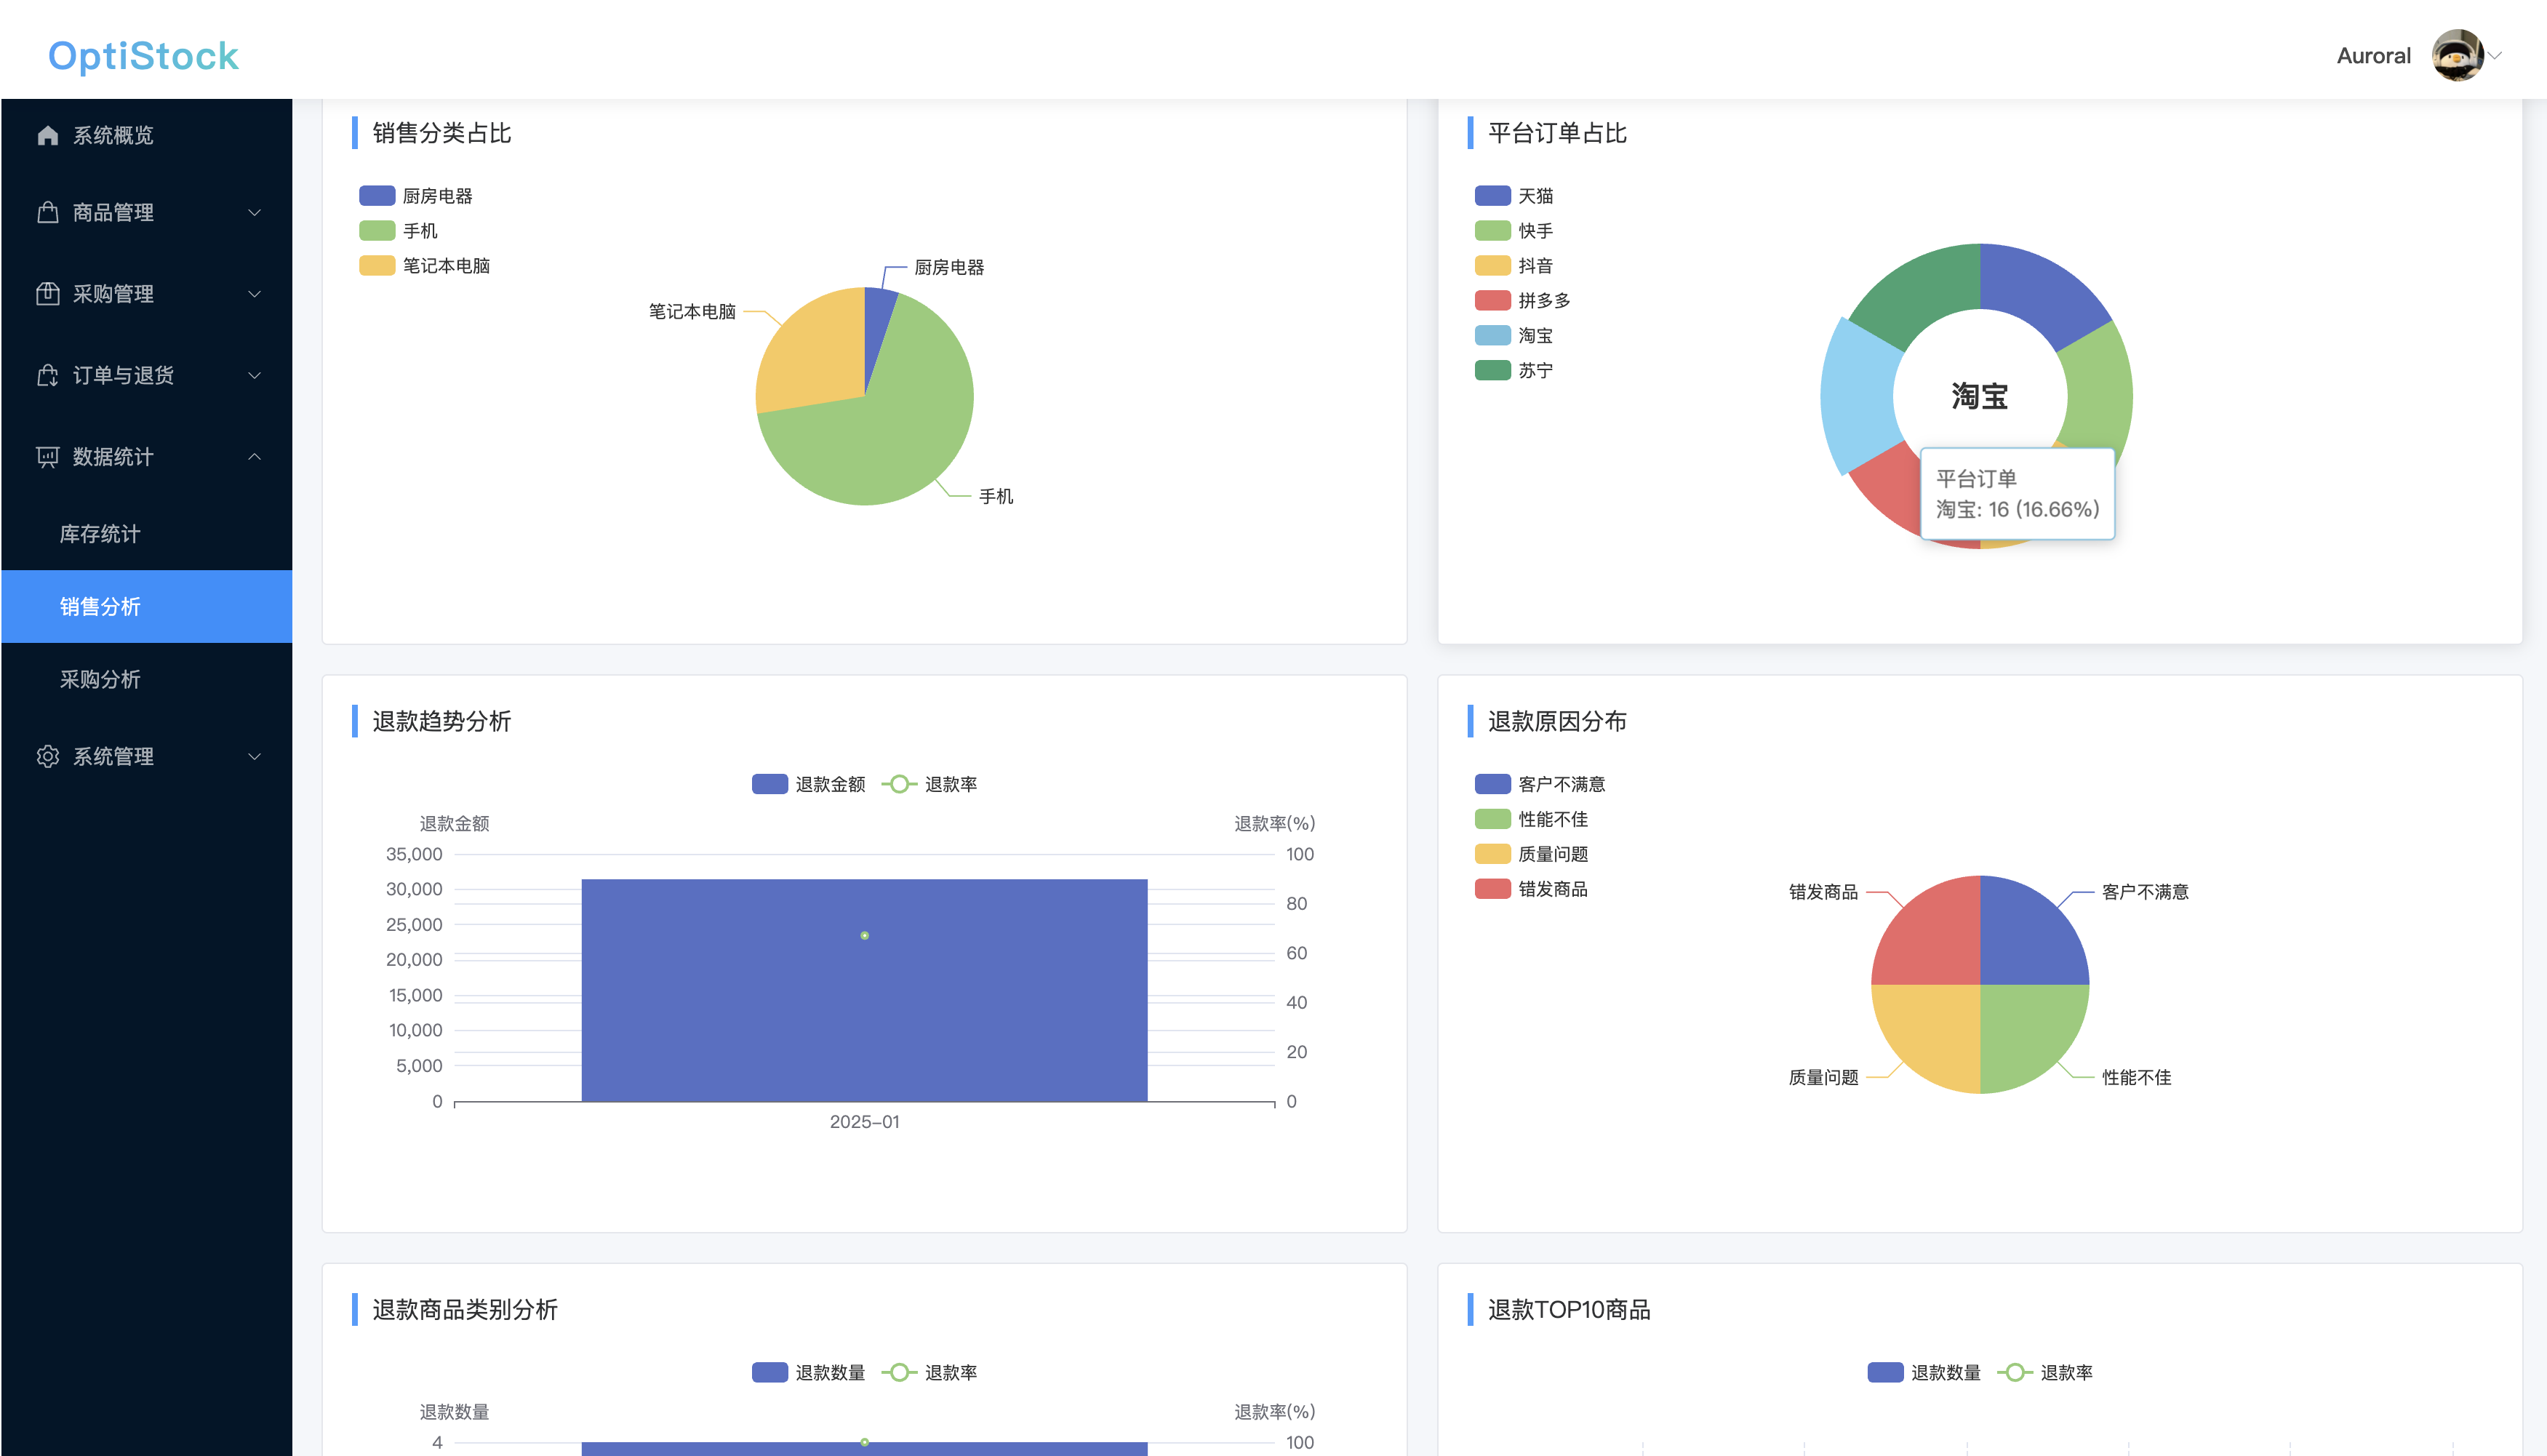 OptiStock
Auroral
系统概览
商品管理
采购管理
订单与退货
数据统计
库存统计
销售分析
采购分析
系统管理
销售分类占比
厨房电器
手机
笔记本电脑
厨房电器
笔记本电脑
手机
平台订单占比
天猫
快手
抖音
拼多多
淘宝
苏宁
淘宝
平台订单
淘宝: 16 (16.66%)
退款趋势分析
退款金额 退款率
退款金额 退款率(%)
35,000
30,000
25,000
20,000
15,000
10,000
5,000
0
100
80
60
40
20
0
2025-01
退款原因分布
客户不满意
性能不佳
质量问题
错发商品
错发商品
客户不满意
质量问题
性能不佳
退款商品类别分析
退款数量 退款率
退款数量 退款率(%)
4
100
退款TOP10商品
退款数量 退款率